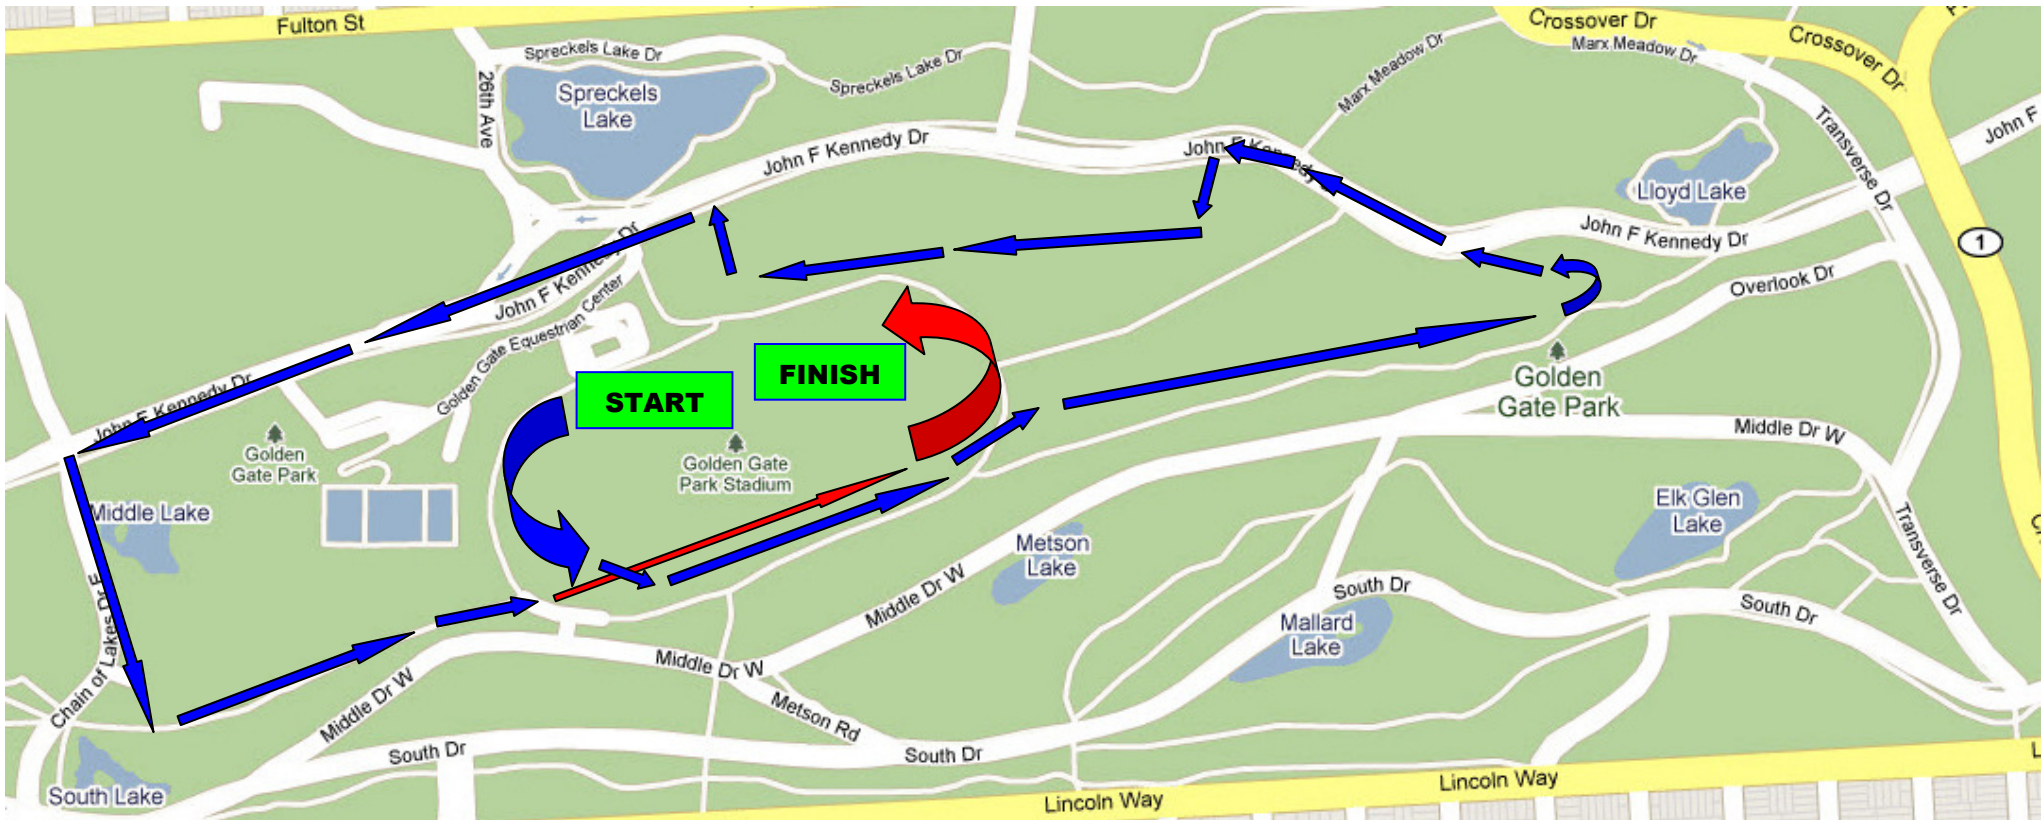 Fulton St
Crossover Dr
Crossover Dr
Marx Meadow Dr
Marx Meadow Dr
Spreckels Lake Dr
Spreckels Lake Dr
26th Ave
Spreckels
Lake
John F Kennedy Dr
John F Kennedy
John F
Transverse Dr
Lloyd Lake
John F Kennedy Dr
1
Overlook Dr
John F Kennedy Dr
Golden Gate Equestrian Center
John F Kennedy Dr
START
FINISH
Golden
Gate Park
Golden
Gate Park
Golden Gate
Park Stadium
Middle Dr W
Middle Lake
Elk Glen
Lake
Metson
Lake
Transverse Dr
Middle Dr W
South Dr
South Dr
Mallard
Lake
Chain of Lakes Dr E
Middle Dr W
Middle Dr W
Metson Rd
South Dr
South Dr
South Lake
Lincoln Way
Lincoln Way